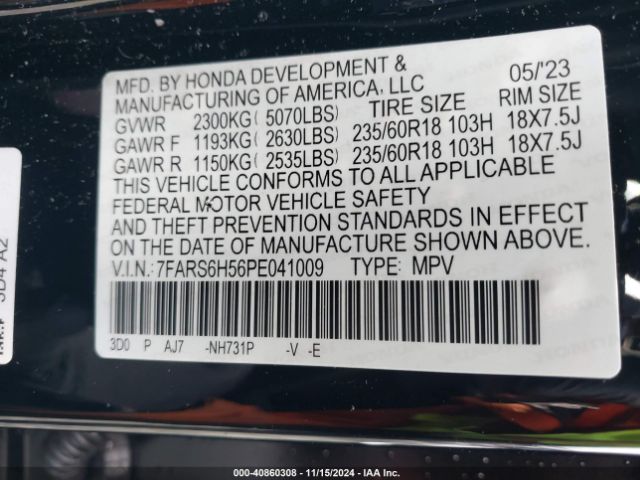 MFD. BY HONDA DEVELOPMENT &
MANUFACTURING OF AMERICA, LLC 05/'23
GVWR 2300KG( 5070LBS) TIRE SIZE RIM SIZE
GAWR F 1193KG( 2630LBS) 235/60R18 103H 18X7.5J
GAWR R 1150KG( 2535LBS) 235/60R18 103H 18X7.5J
THIS VEHICLE CONFORMS TO ALL APPLICABLE
FEDERAL MOTOR VEHICLE SAFETY
AND THEFT PREVENTION STANDARDS IN EFFECT
ON THE DATE OF MANUFACTURE SHOWN ABOVE.
V.I.N.: 7FARS6H56PE041009 TYPE: MPV
3D0 P AJ7 -NH731P -V -E
3D4 A2
000-40860308 - 11/15/2024 - IAA Inc.